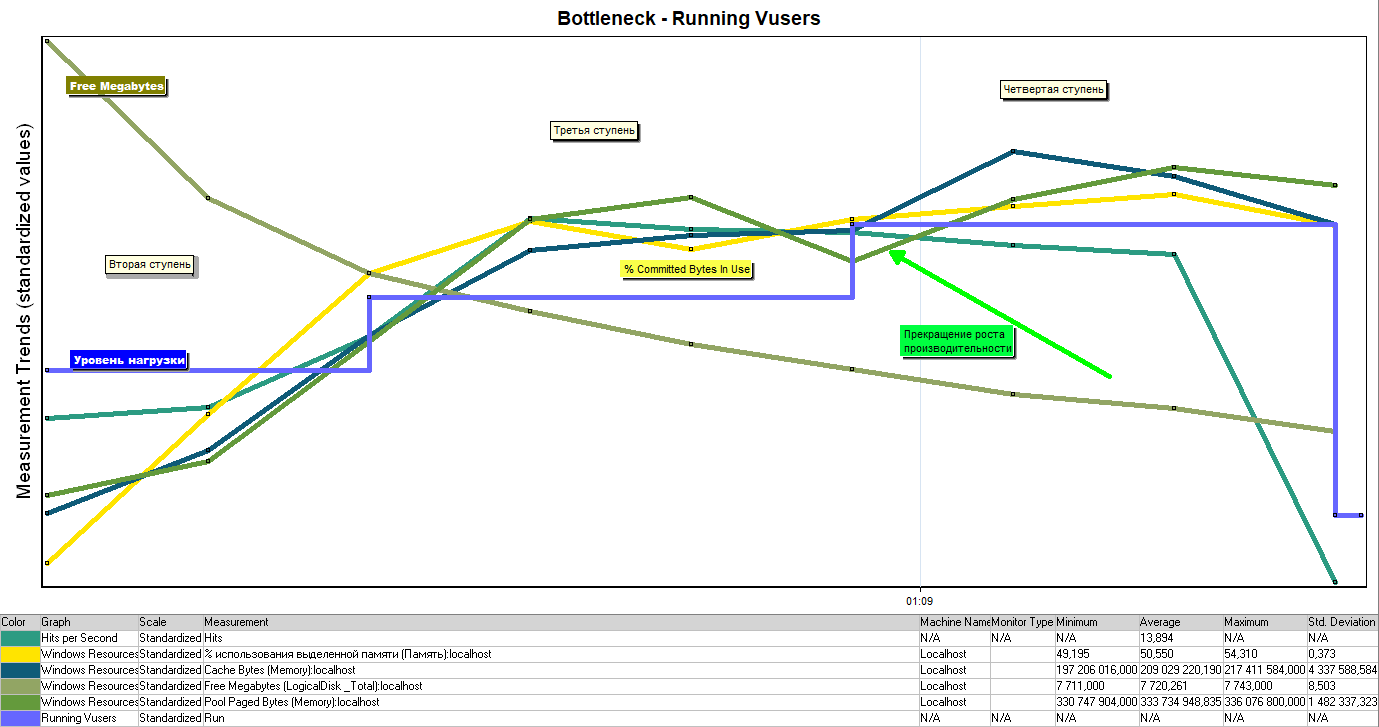 Bottleneck - Running Vusers
Measurement Trends (standardized values)
Free Megabytes
Четвертая ступень
Третья ступень
Вторая ступень
% Committed Bytes In Use
Прекращение роста
производительности
Уровень нагрузки
01:09
Color Graph Scale Measurement Machine Name Monitor Type Minimum Average Maximum Std. Deviation
Hits per Second Standardized Hits N/A N/A N/A 13,894 N/A N/A
Windows Resources Standardized % использования выделенной памяти (Память):localhost Localhost 49,195 50,550 54,310 0,373
Windows Resources Standardized Cache Bytes (Memory):localhost Localhost 197 206 016,000 209 029 220,190 217 411 584,000 4 337 588,584
Windows Resources Standardized Free Megabytes (LogicalDisk _Total):localhost Localhost 7 711,000 7 720,261 7 743,000 8,503
Windows Resources Standardized Pool Paged Bytes (Memory):localhost Localhost 330 747 904,000 333 734 948,835 336 076 800,000 1 482 337,323
Running Vusers Standardized Run N/A N/A N/A N/A N/A N/A